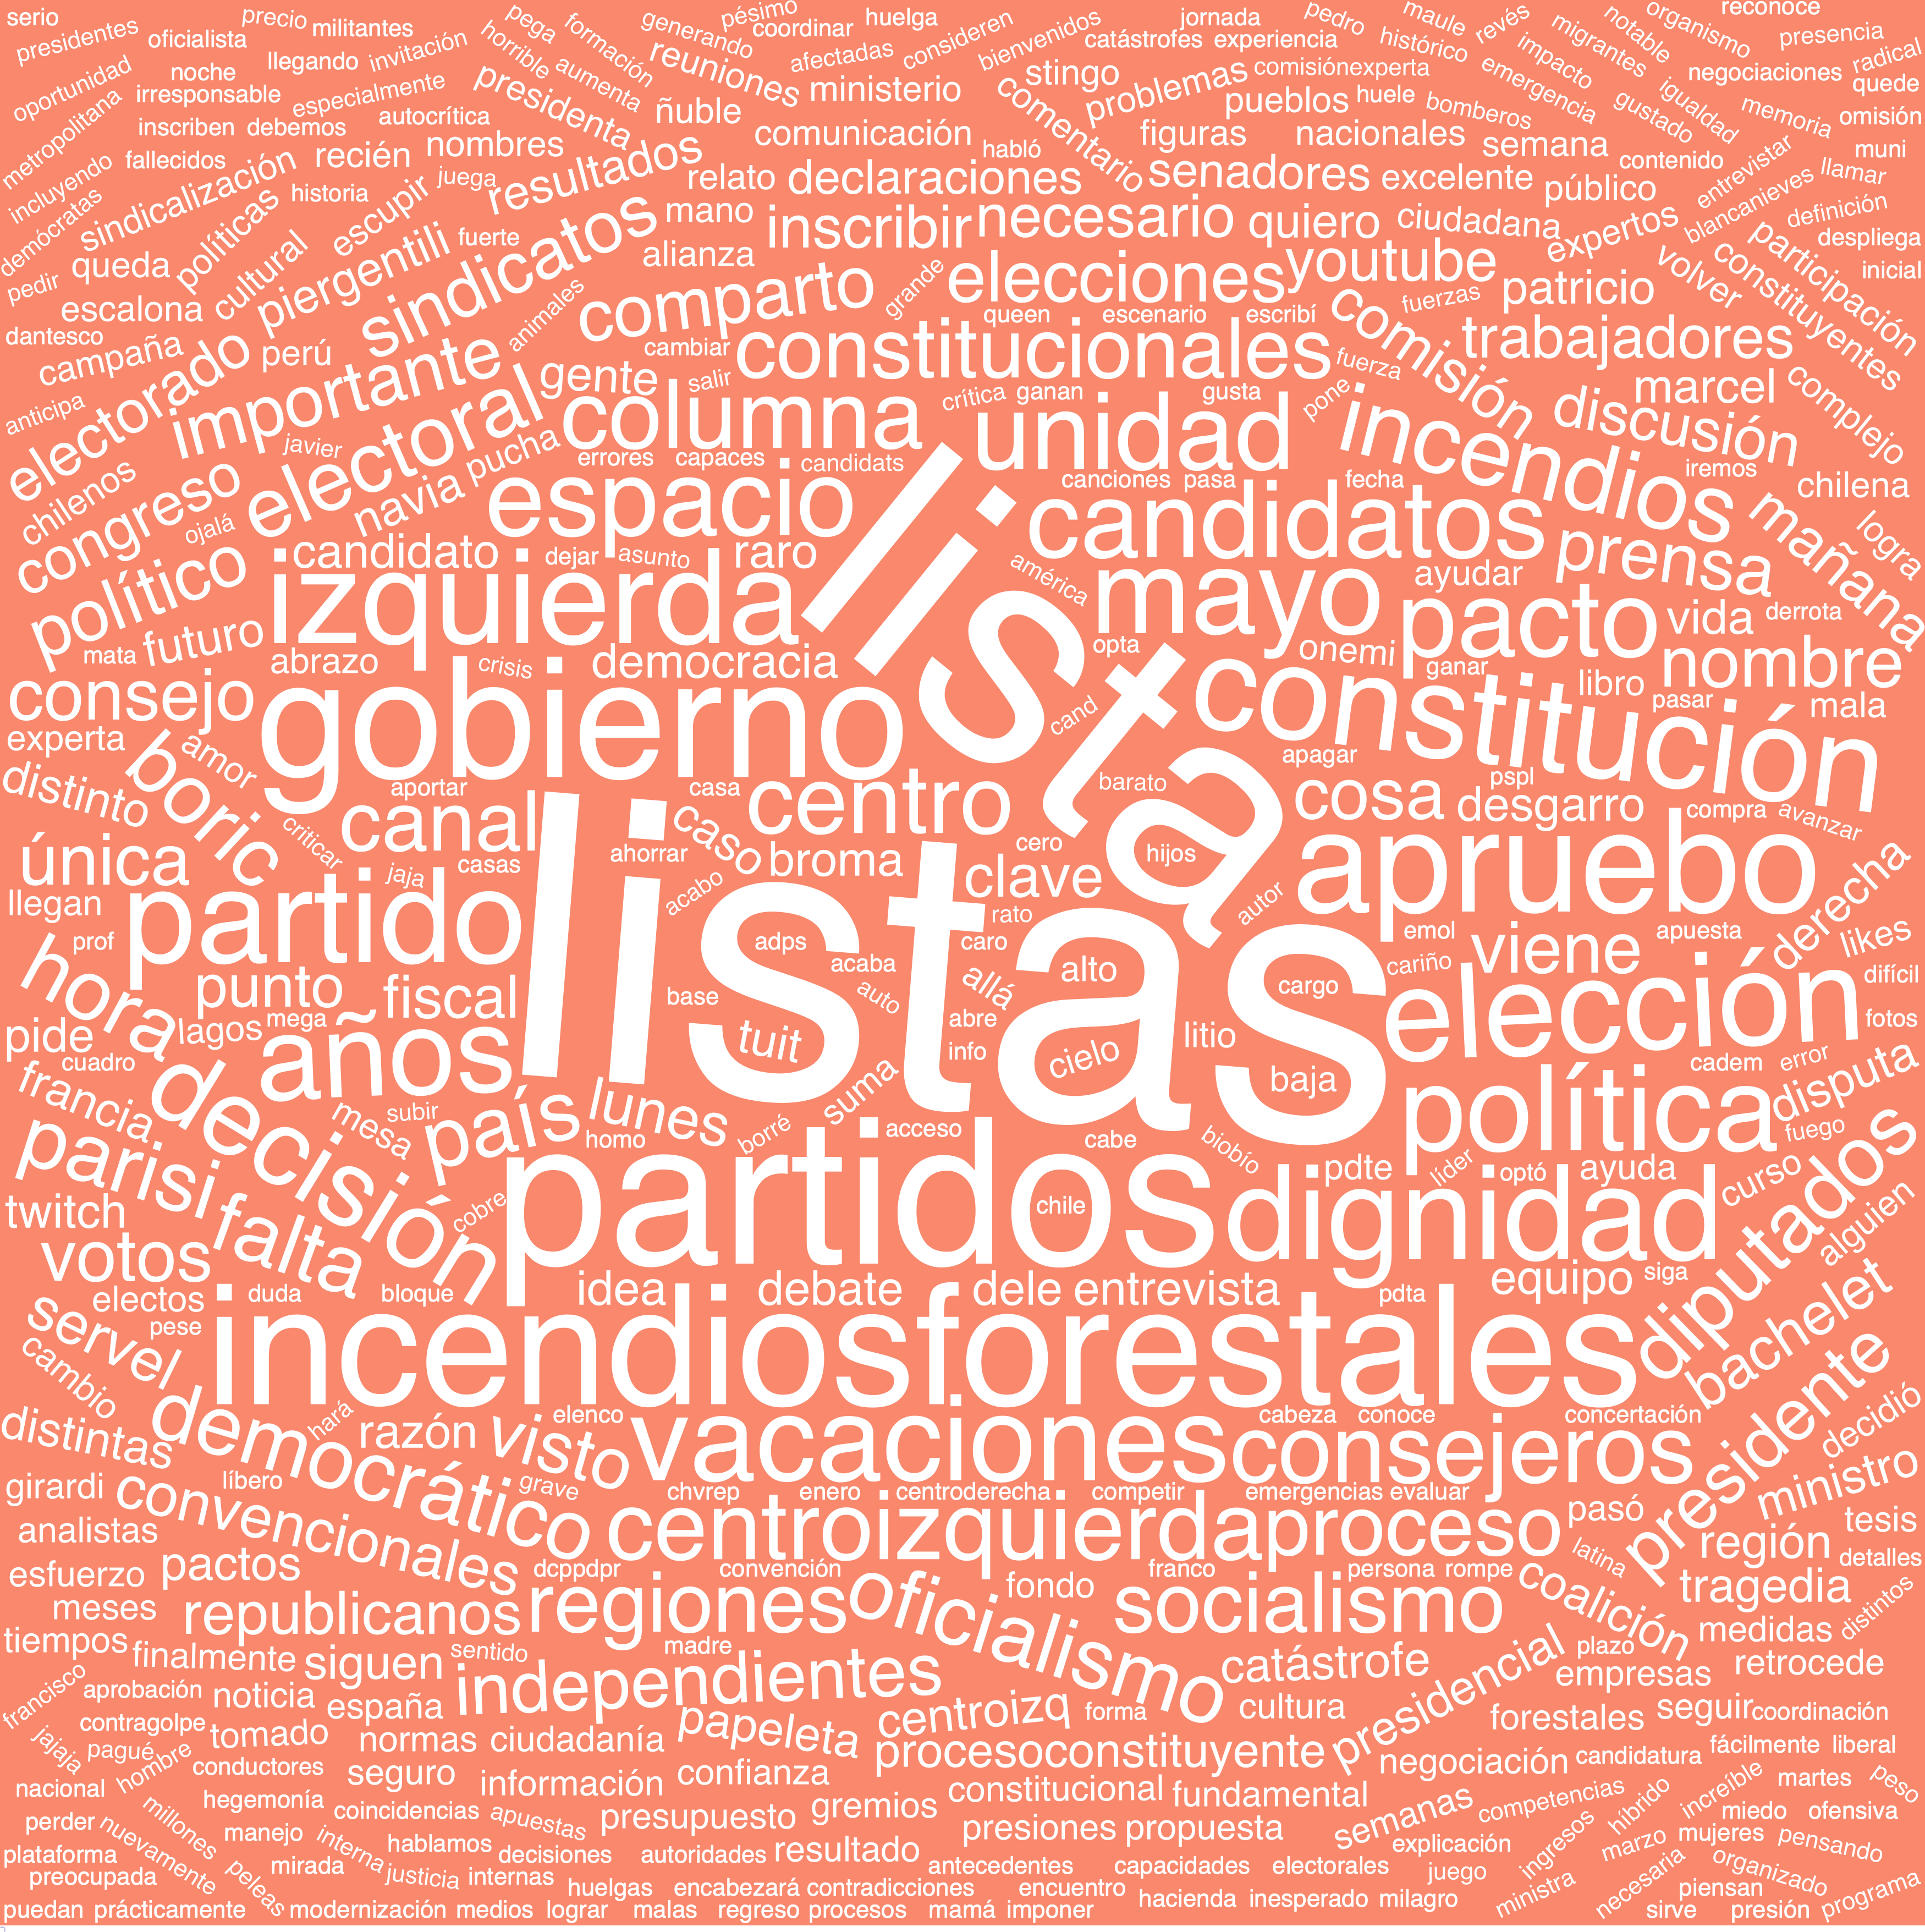 serio presidentes precio militantes pega formación generando pésimo coordinar huelga jornada pedro maule revés notable organismo reconoce
oficialista horrible afectadas consideren bienvenidos catástrofes experiencia histórico impacto migrantes presencia radical
oportunidad noche llegando invitación aumenta reuniones ministerio stingo problemas comisiónexperta emergencia negociaciones quede
metropolitana irresponsable especialmente presidenta ñuble comentario pueblos huele bomberos gustado igualdad memoria omisión
inscriben debemos autocrítica nombres comunicación figuras nacionales semana contenido entrevistar muni
incluyendo fallecidos sindicalización recién juega resultados habló relato declaraciones senadores excelente público blancanieves llamar
demócratas historia escupir mano inscribir necesario quiero ciudadana expertos definición
políticas fuerte sindicatos despliega
pedir queda cultural piergentili alianza elecciones youtube volver constituyentes participación inicial
escalona animales comparto grande patricio fuerzas
dantesco campaña perú queen escenario escribí comisión trabajadores
electorado importante gente cambiar constitucionales fuerza
anticipa javier salir columna crítica ganan gusta pone unidad incendios discusión marcel complejo
chilenos congreso electoral navia pucha errores capaces candidats lista canciones pasa fecha iremos chilena
ojalá espacio candidatos prensa mañana logra
político candidato dejar asunto raro américa ayudar
izquierda mayo pacto vida derrota
mata futuro abrazo crisis democracia opta onemi ganar nombre
consejo gobierno cand constitución libro pasar mala
experta amor apagar
distinto boric aportar casa centro barato cosa pspl desgarro compra avanzar
criticar canal caso
única jaja casas ahorrar broma cero clave hijos apruebo derecha
llegan partido acabo rato autor
prof listas adps acaba caro allá alto cargo emol cariño viene apuesta likes
hora punto fiscal base auto elección difícil
pide lagos mega años tuit abre info cielo litio baja fotos
cuadro cadem error
francia decisión mesa subir país lunes suma política disputa
homo borré acceso cabe biobío fuego
parisi partidos pdte líder optó ayuda curso diputados
twitch falta cobre chile dignidad alguien
votos idea debate dele entrevista equipo siga
electos duda bloque pdta
servel pese incendiosforestales bachelet
cambio presidente
distintas democrático hará razón visto elenco vacaciones cabeza conoce consejeros concertación decidió
girardi líbero grave chvrep enero centroderecha competir emergencias evaluar ministro
analistas convencionales centroizquierda proceso pasó región tesis
esfuerzo pactos dcppdpr convención franco persona rompe latina detalles
meses republicanos regiones oficialismo fondo socialismo coalición tragedia
tiempos finalmente siguen sentido madre catástrofe plazo medidas distintos
francisco aprobación noticia españa independientes centroizq forma cultura presidencial empresas retrocede
contragolpe tomado normas ciudadanía papeleta forestales seguir coordinación
jajaja pagué hombre conductores seguro información confianza procesoconstituyente negociación candidatura fácilmente liberal
nacional hegemonía coincidencias apuestas presupuesto gremios constitucional fundamental semanas competencias híbrido increíble martes peso
perder nuevamente millones manejo interna hablamos decisiones autoridades resultado presiones propuesta explicación ingresos marzo miedo ofensiva
plataforma mirada mujeres pensando
preocupada peleas justicia internas antecedentes capacidades electorales juego necesaria organizado
huelgas encabezará contradicciones encuentro hacienda inesperado milagro ministra piensan
puedan prácticamente modernización medios lograr malas regreso procesos mamá imponer sirve presión programa